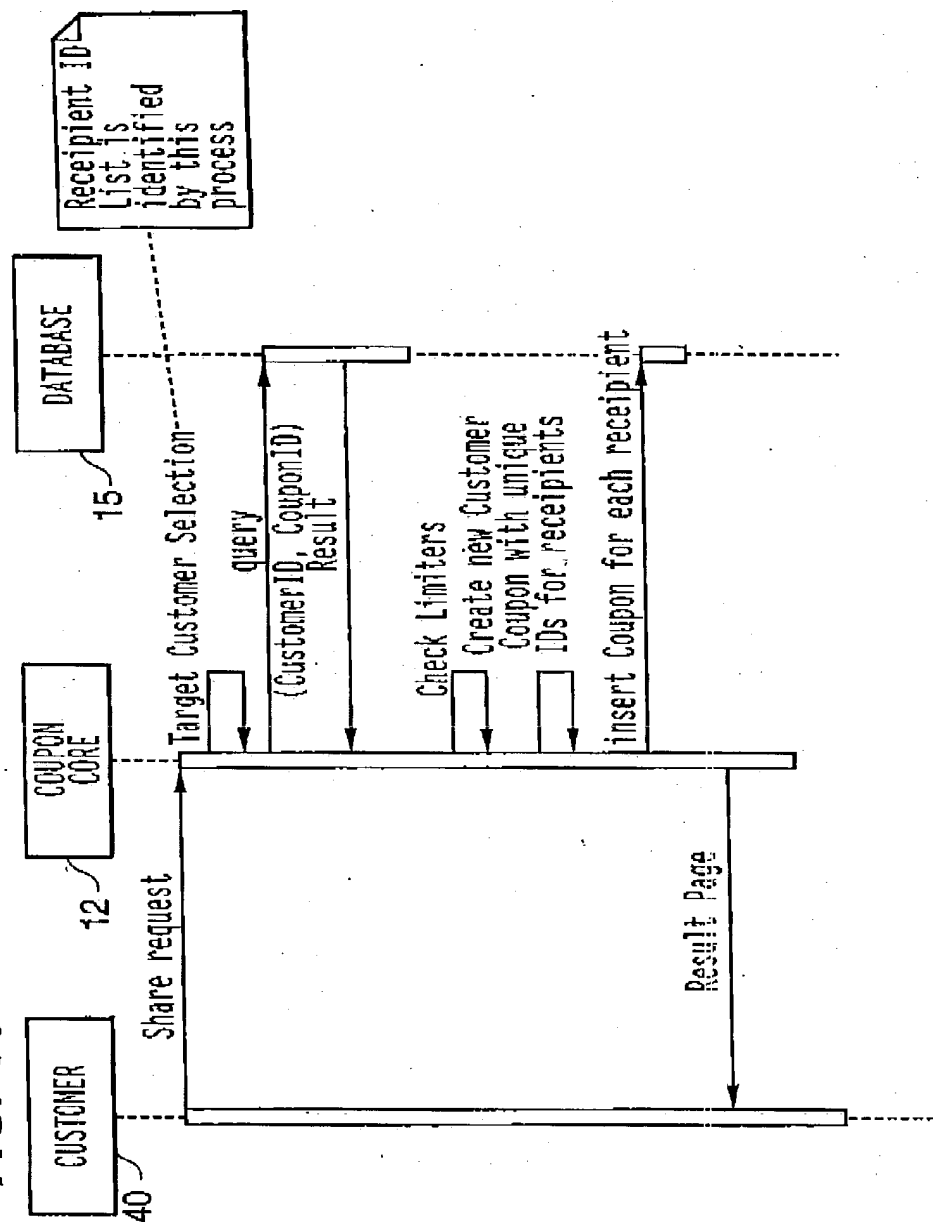 CUSTOMER
40
COUPON
CORE
12
DATABASE
15
Receipient ID
List is
identified
by this
process
Share request
Target Customer Selection
query
(CustomerID, CouponID)
Result
Check Limiters
Create new Customer
Coupon with unique
IDs for receipients
insert Coupon for each receipient
Result Page